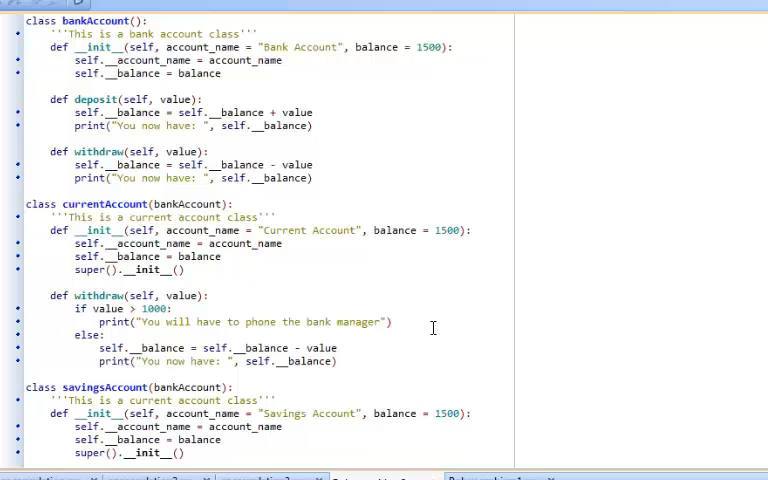 class bankAccount():
    '''This is a bank account class'''
    def __init__(self, account_name = "Bank Account", balance = 1500):
        self.__account_name = account_name
        self.__balance = balance

    def deposit(self, value):
        self.__balance = self.__balance + value
        print("You now have: ", self.__balance)

    def withdraw(self, value):
        self.__balance = self.__balance - value
        print("You now have: ", self.__balance)

class currentAccount(bankAccount):
    '''This is a current account class'''
    def __init__(self, account_name = "Current Account", balance = 1500):
        self.__account_name = account_name
        self.__balance = balance
        super().__init__()

    def withdraw(self, value):
        if value > 1000:
            print("You will have to phone the bank manager")
        else:
            self.__balance = self.__balance - value
            print("You now have: ", self.__balance)

class savingsAccount(bankAccount):
    '''This is a current account class'''
    def __init__(self, account_name = "Savings Account", balance = 1500):
        self.__account_name = account_name
        self.__balance = balance
        super().__init__()